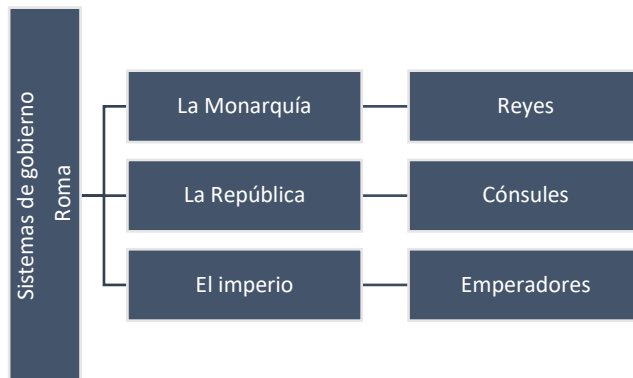 Sistemas de gobierno
Roma
La Monarquía
Reyes
La República
Cónsules
El imperio
Emperadores